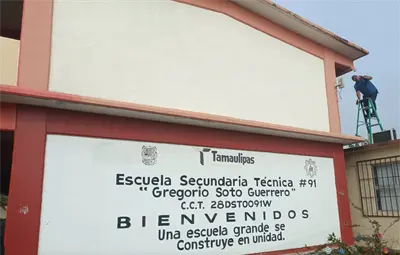 Tamaulipas
Escuela Secundaria Técnica #91
"Gregorio Soto Guerrero"
C.C.T. 28DST0091W
BIENVENIDOS
Una escuela grande se
Construye en unidad.